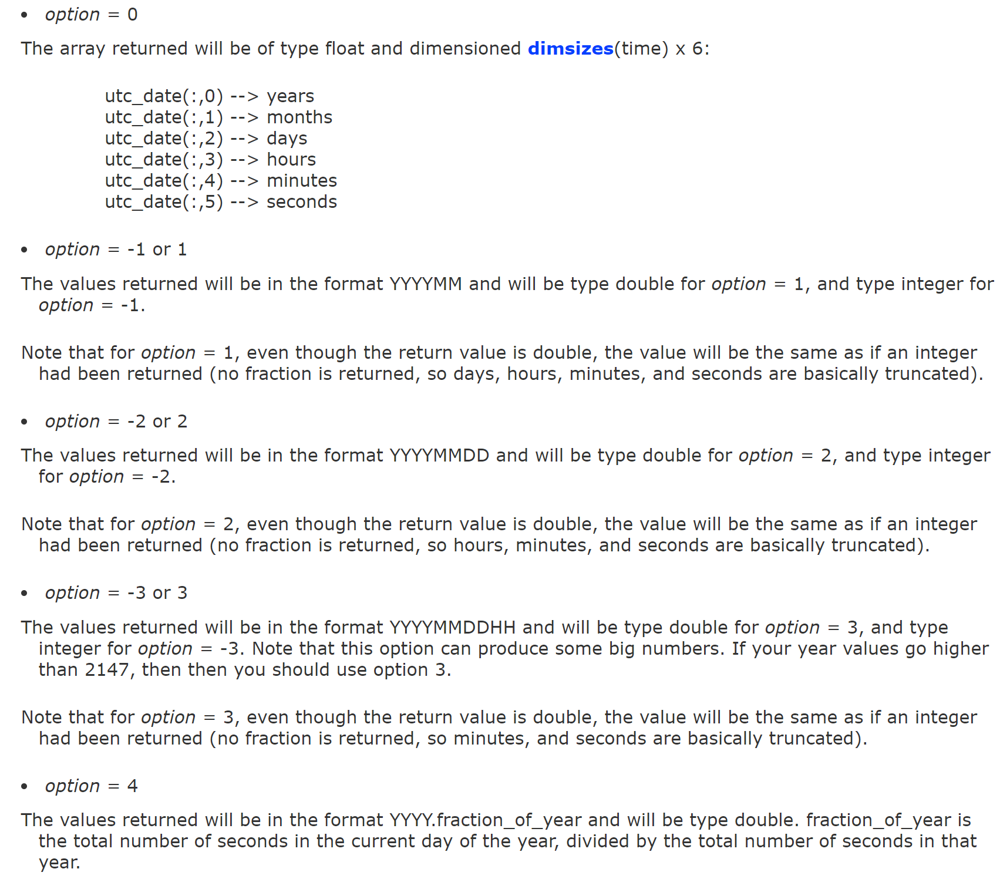 • option = 0
The array returned will be of type float and dimensioned dimsizes(time) x 6:
utc_date(:,0) --> years
utc_date(:,1) --> months
utc_date(:,2) --> days
utc_date(:,3) --> hours
utc_date(:,4) --> minutes
utc_date(:,5) --> seconds
• option = -1 or 1
The values returned will be in the format YYYYMM and will be type double for option = 1, and type integer for
option = -1.
Note that for option = 1, even though the return value is double, the value will be the same as if an integer
had been returned (no fraction is returned, so days, hours, minutes, and seconds are basically truncated).
• option = -2 or 2
The values returned will be in the format YYYYMMDD and will be type double for option = 2, and type integer
for option = -2.
Note that for option = 2, even though the return value is double, the value will be the same as if an integer
had been returned (no fraction is returned, so hours, minutes, and seconds are basically truncated).
• option = -3 or 3
The values returned will be in the format YYYYMMDDHH and will be type double for option = 3, and type
integer for option = -3. Note that this option can produce some big numbers. If your year values go higher
than 2147, then then you should use option 3.
Note that for option = 3, even though the return value is double, the value will be the same as if an integer
had been returned (no fraction is returned, so minutes, and seconds are basically truncated).
• option = 4
The values returned will be in the format YYYY.fraction_of_year and will be type double. fraction_of_year is
the total number of seconds in the current day of the year, divided by the total number of seconds in that
year.